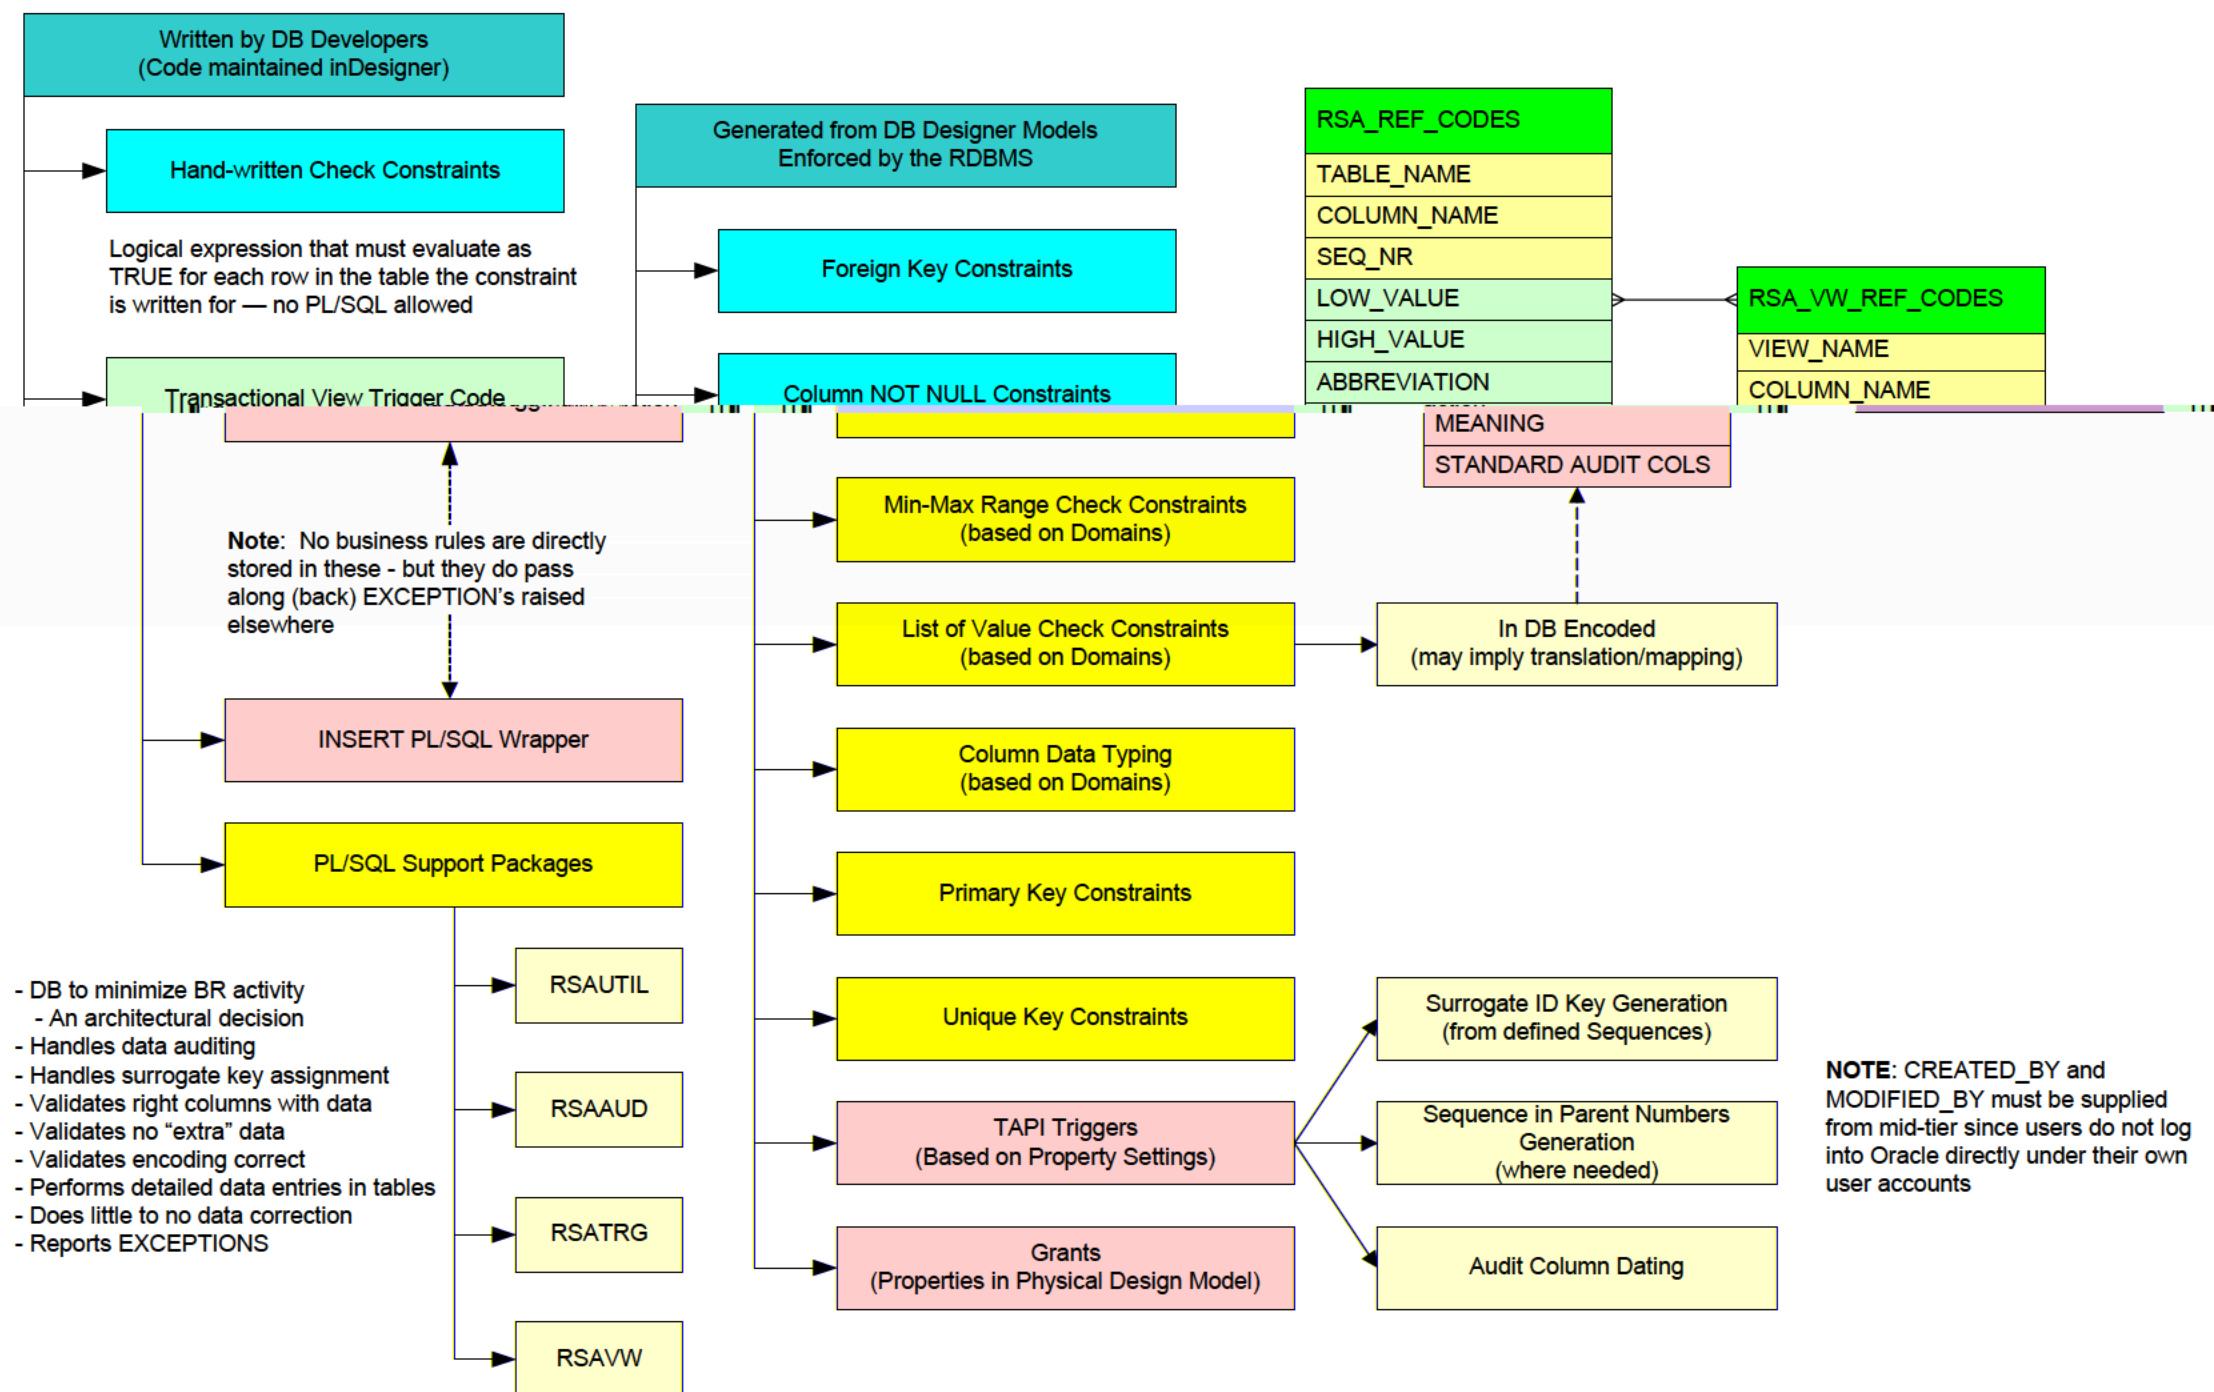 Written by DB Developers
(Code maintained inDesigner)
Hand-written Check Constraints
Logical expression that must evaluate as
TRUE for each row in the table the constraint
is written for — no PL/SQL allowed
Transactional View Trigger Code
Generated from DB Designer Models
Enforced by the RDBMS
Foreign Key Constraints
Column NOT NULL Constraints
RSA_REF_CODES
TABLE_NAME
COLUMN_NAME
SEQ_NR
LOW_VALUE
HIGH_VALUE
ABBREVIATION
RSA_VW_REF_CODES
VIEW_NAME
COLUMN_NAME
MEANING
STANDARD AUDIT COLS
Note: No business rules are directly
stored in these - but they do pass
along (back) EXCEPTION's raised
elsewhere
INSERT PL/SQL Wrapper
PL/SQL Support Packages
RSAUTIL
RSAAUD
RSATRG
RSAVW
- DB to minimize BR activity
- An architectural decision
- Handles data auditing
- Handles surrogate key assignment
- Validates right columns with data
- Validates no “extra” data
- Validates encoding correct
- Performs detailed data entries in tables
- Does little to no data correction
- Reports EXCEPTIONS
Min-Max Range Check Constraints
(based on Domains)
List of Value Check Constraints
(based on Domains)
In DB Encoded
(may imply translation/mapping)
Column Data Typing
(based on Domains)
Primary Key Constraints
Unique Key Constraints
TAPI Triggers
(Based on Property Settings)
Grants
(Properties in Physical Design Model)
Surrogate ID Key Generation
(from defined Sequences)
Sequence in Parent Numbers
Generation
(where needed)
Audit Column Dating
NOTE: CREATED_BY and
MODIFIED_BY must be supplied
from mid-tier since users do not log
into Oracle directly under their own
user accounts